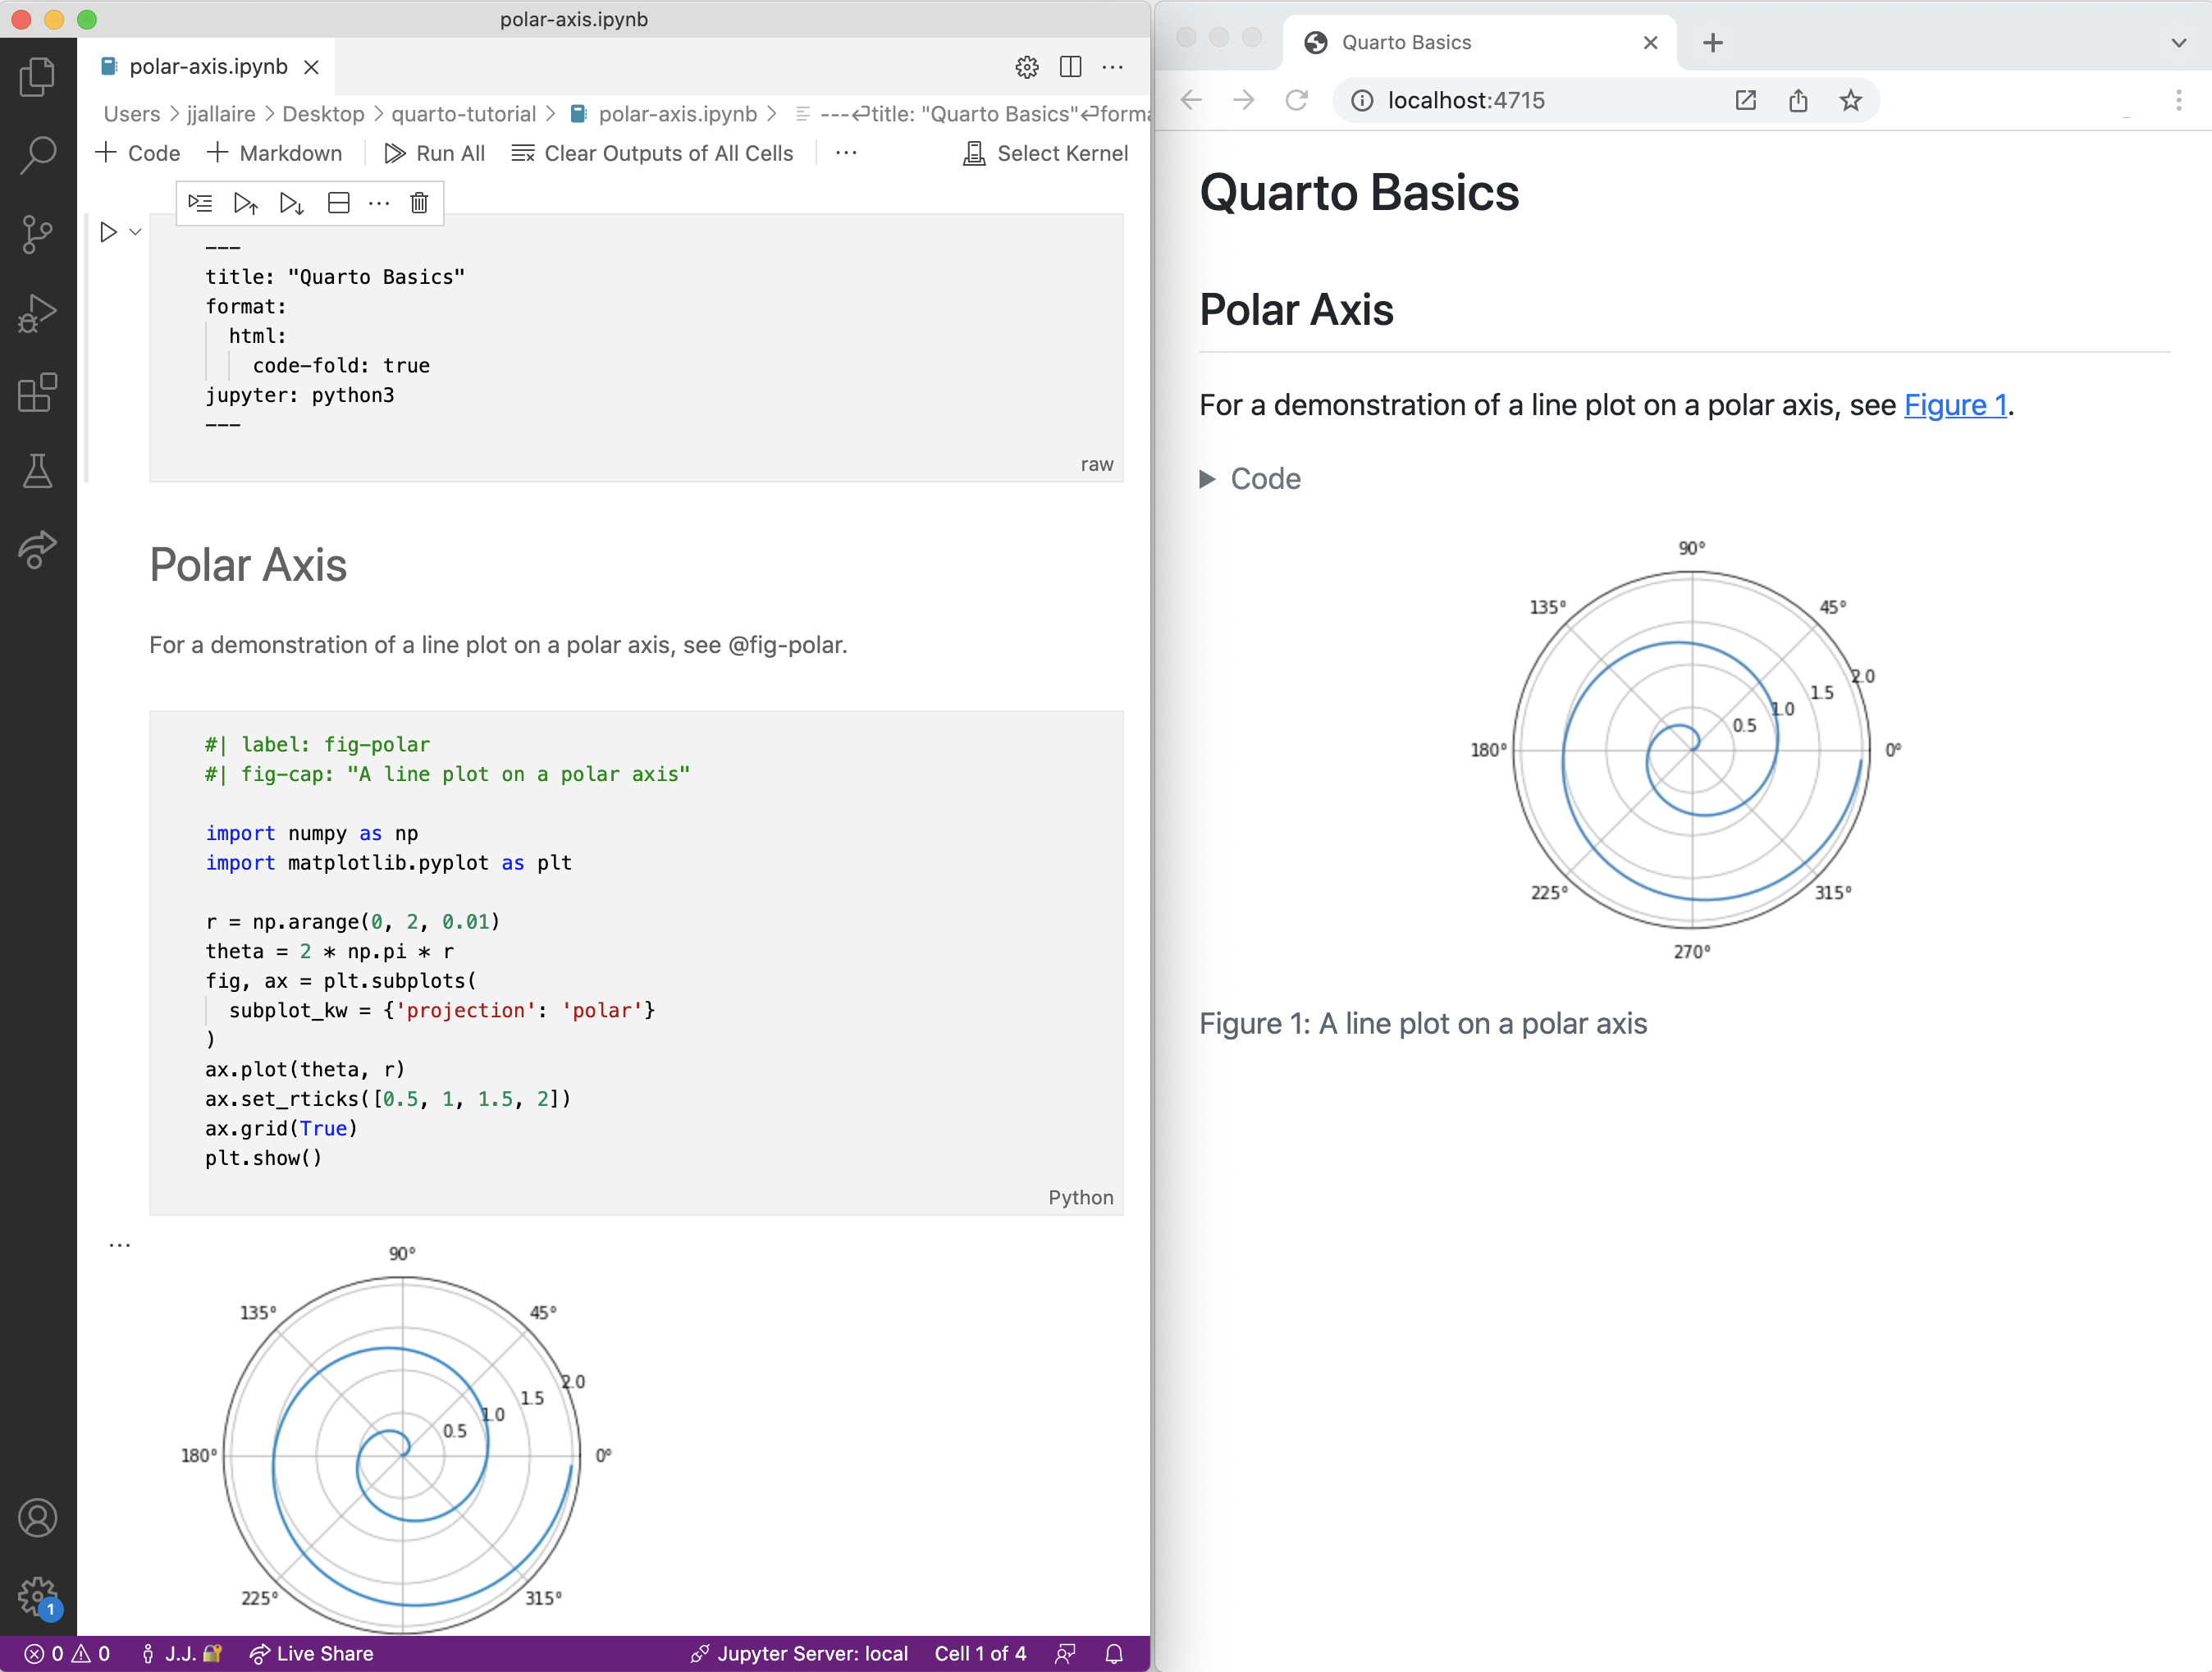 polar-axis.ipynb
polar-axis.ipynb
Users > jjallaire > Desktop > quarto-tutorial > polar-axis.ipynb > ---↵title: "Quarto Basics"↵forma
+ Code + Markdown Run All Clear Outputs of All Cells ... Select Kernel
---
title: "Quarto Basics"
format:
  html:
    code-fold: true
jupyter: python3
---
raw
Polar Axis
For a demonstration of a line plot on a polar axis, see @fig-polar.
#| label: fig-polar
#| fig-cap: "A line plot on a polar axis"
import numpy as np
import matplotlib.pyplot as plt
r = np.arange(0, 2, 0.01)
theta = 2 * np.pi * r
fig, ax = plt.subplots(
  subplot_kw = {'projection': 'polar'}
)
ax.plot(theta, r)
ax.set_rticks([0.5, 1, 1.5, 2])
ax.grid(True)
plt.show()
Python
...
90°
135° 45°
2.0
1.5
1.0
0.5
180° 0°
225° 315°
1
0 0 J.J. Live Share Jupyter Server: local Cell 1 of 4
Quarto Basics
localhost:4715
Quarto Basics
Polar Axis
For a demonstration of a line plot on a polar axis, see Figure 1.
Code
90°
135° 45°
2.0
1.5
1.0
0.5
180° 0°
225° 315°
270°
Figure 1: A line plot on a polar axis